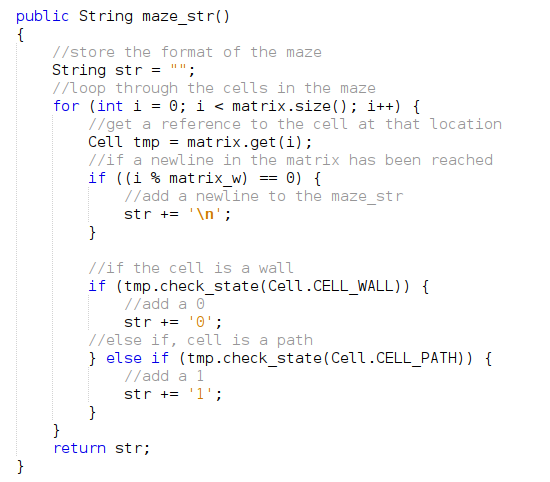 public String maze_str()
{
    //store the format of the maze
    String str = "";
    //loop through the cells in the maze
    for (int i = 0; i < matrix.size(); i++) {
        //get a reference to the cell at that location
        Cell tmp = matrix.get(i);
        //if a newline in the matrix has been reached
        if ((i % matrix_w) == 0) {
            //add a newline to the maze_str
            str += '\n';
        }

        //if the cell is a wall
        if (tmp.check_state(Cell.CELL_WALL)) {
            //add a 0
            str += '0';
        //else if, cell is a path
        } else if (tmp.check_state(Cell.CELL_PATH)) {
            //add a 1
            str += '1';
        }
    }
    return str;
}